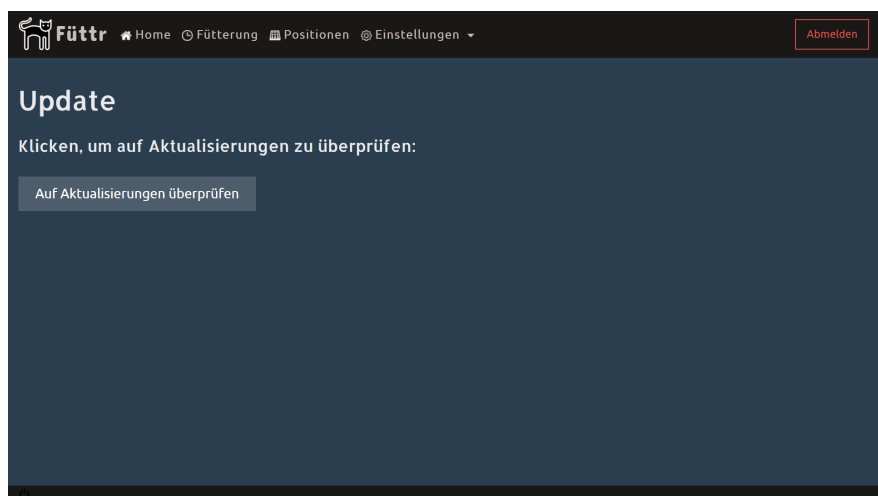 Füttr Home Fütterung Positionen Einstellungen Abmelden
Update
Klicken, um auf Aktualisierungen zu überprüfen:
Auf Aktualisierungen überprüfen